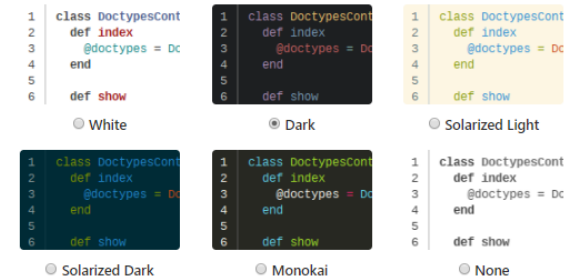 1 class DoctypesCont
2 def index
3 @doctypes = Do
4 end
5
6 def show
White
1 class DoctypesCont
2 def index
3 @doctypes = Dc
4 end
5
6 def show
Dark
1 class DoctypesCont
2 def index
3 @doctypes = Do
4 end
5
6 def show
Solarized Light
1 class DoctypesCont
2 def index
3 @doctypes = Do
4 end
5
6 def show
Solarized Dark
1 class DoctypesCont
2 def index
3 @doctypes = Do
4 end
5
6 def show
Monokai
1 class DoctypesCont
2 def index
3 @doctypes = Do
4 end
5
6 def show
None